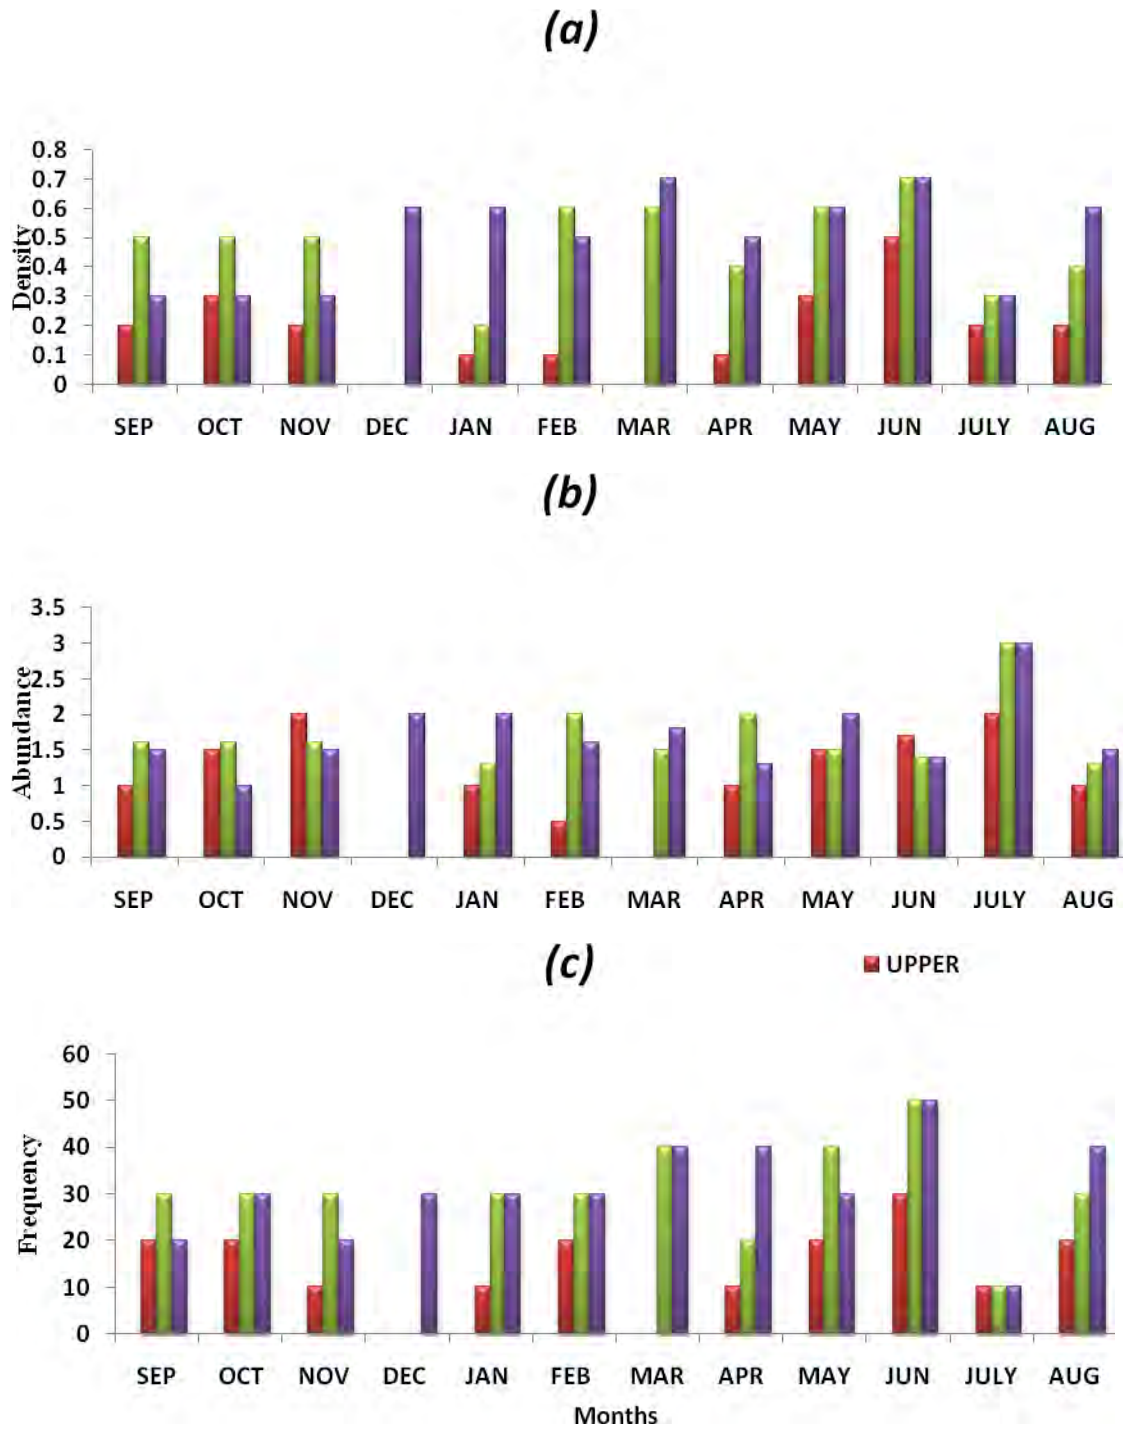 (a)
0.8
0.7
0.6
0.5
0.4
0.3
0.2
0.1
0
Density
SEP OCT NOV DEC JAN FEB MAR APR MAY JUN JULY AUG
(b)
3.5
3
2.5
2
1.5
1
0.5
0
Abundance
SEP OCT NOV DEC JAN FEB MAR APR MAY JUN JULY AUG
(c)
UPPER
60
50
40
30
20
10
0
Frequency
SEP OCT NOV DEC JAN FEB MAR APR MAY JUN JULY AUG
Months